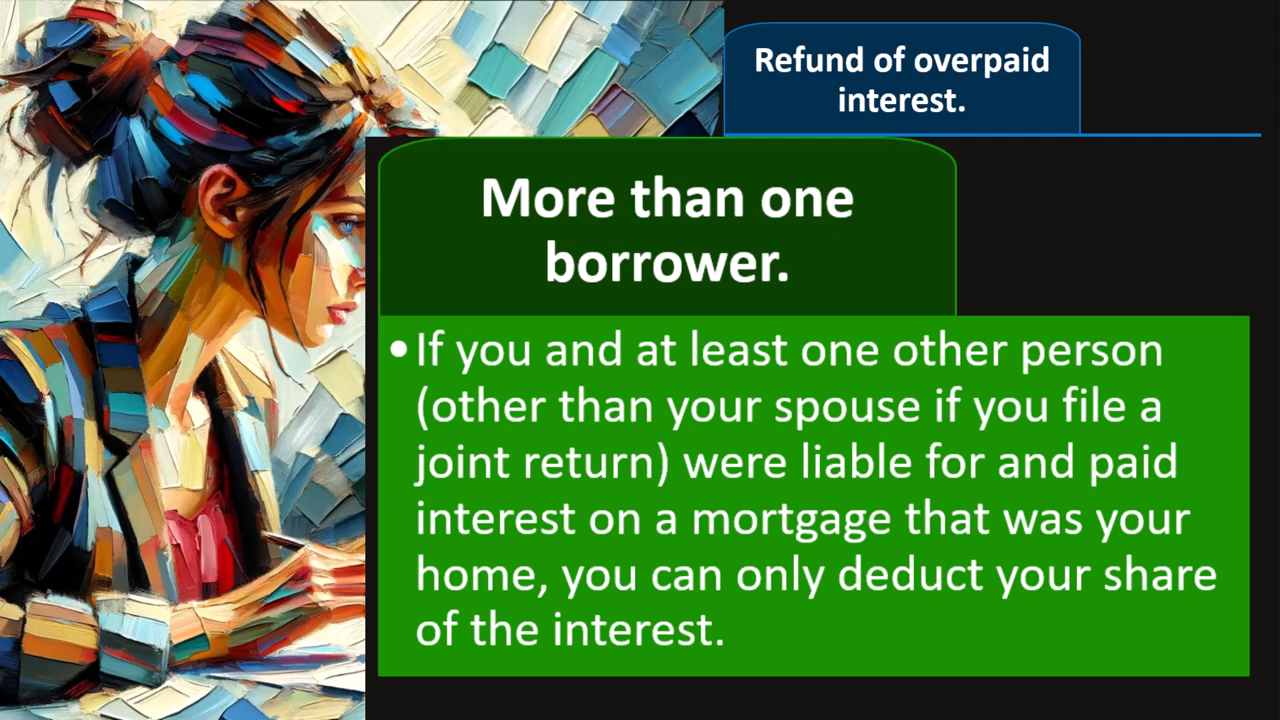 Refund of overpaid
interest.
More than one
borrower.
•If you and at least one other person
(other than your spouse if you file a
joint return) were liable for and paid
interest on a mortgage that was your
home, you can only deduct your share
of the interest.